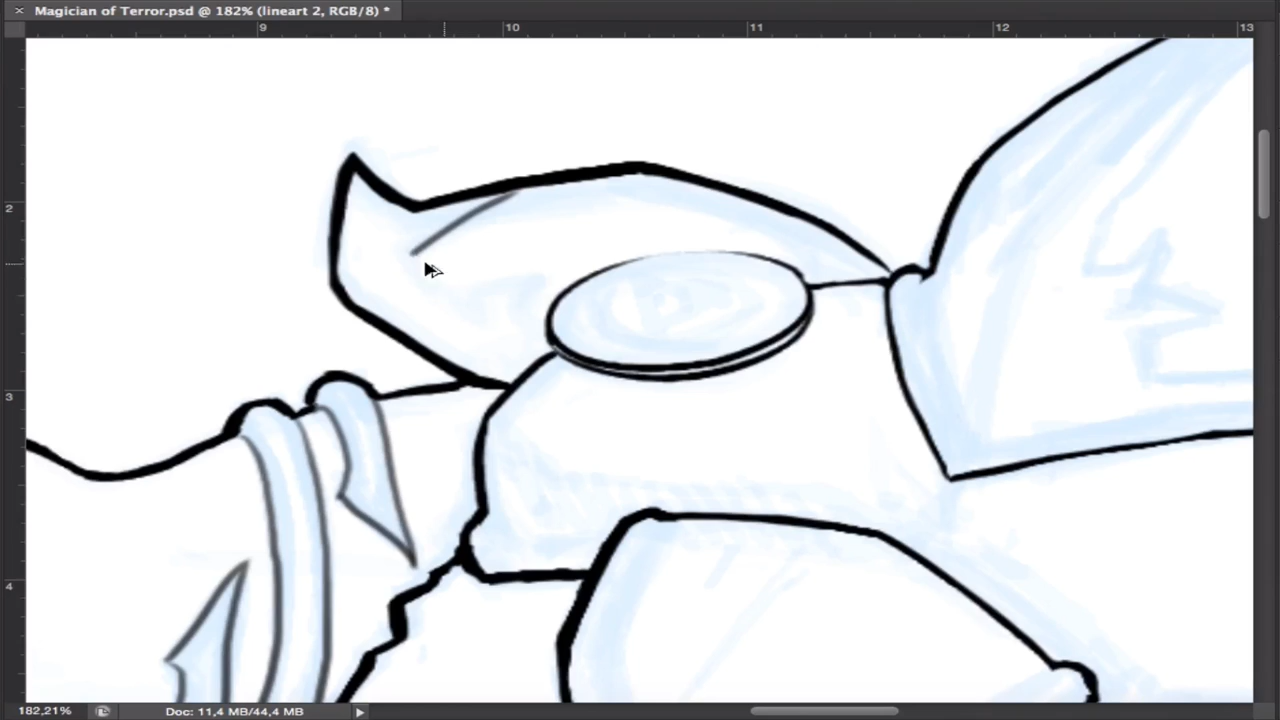 × Magician of Terror.psd @ 182% (lineart 2, RGB/8) *
9 10 11 12 13
2
3
4
182,21% Doc: 11,4 MB/44,4 MB